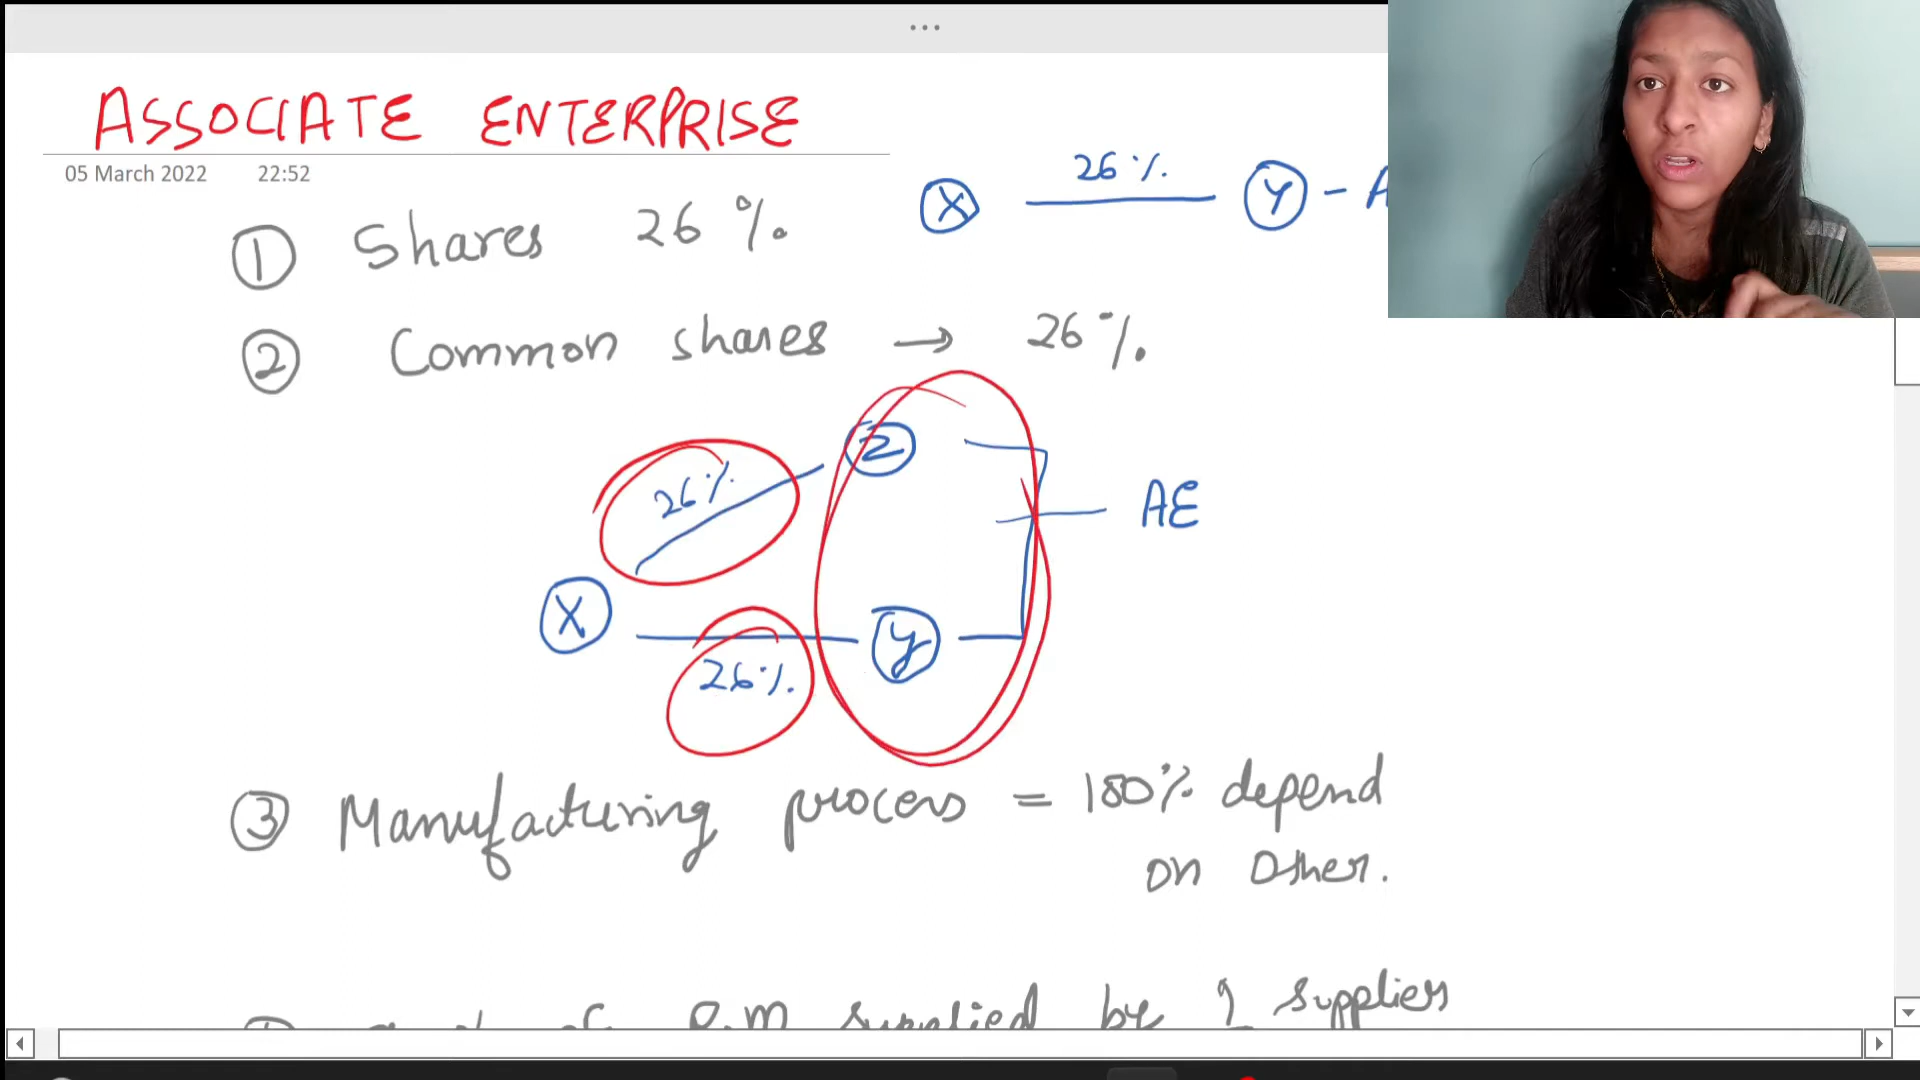 ASSOCIATE ENTERPRISE
05 March 2022 22:52
① Shares 26 %.
X 26 %. Y - A
② Common shares → 26 %.
26 %. Z
AE
X Y
26 %.
③ Manufacturing process = 100% depend
on Other.
R.M supplied by 1 suppliers